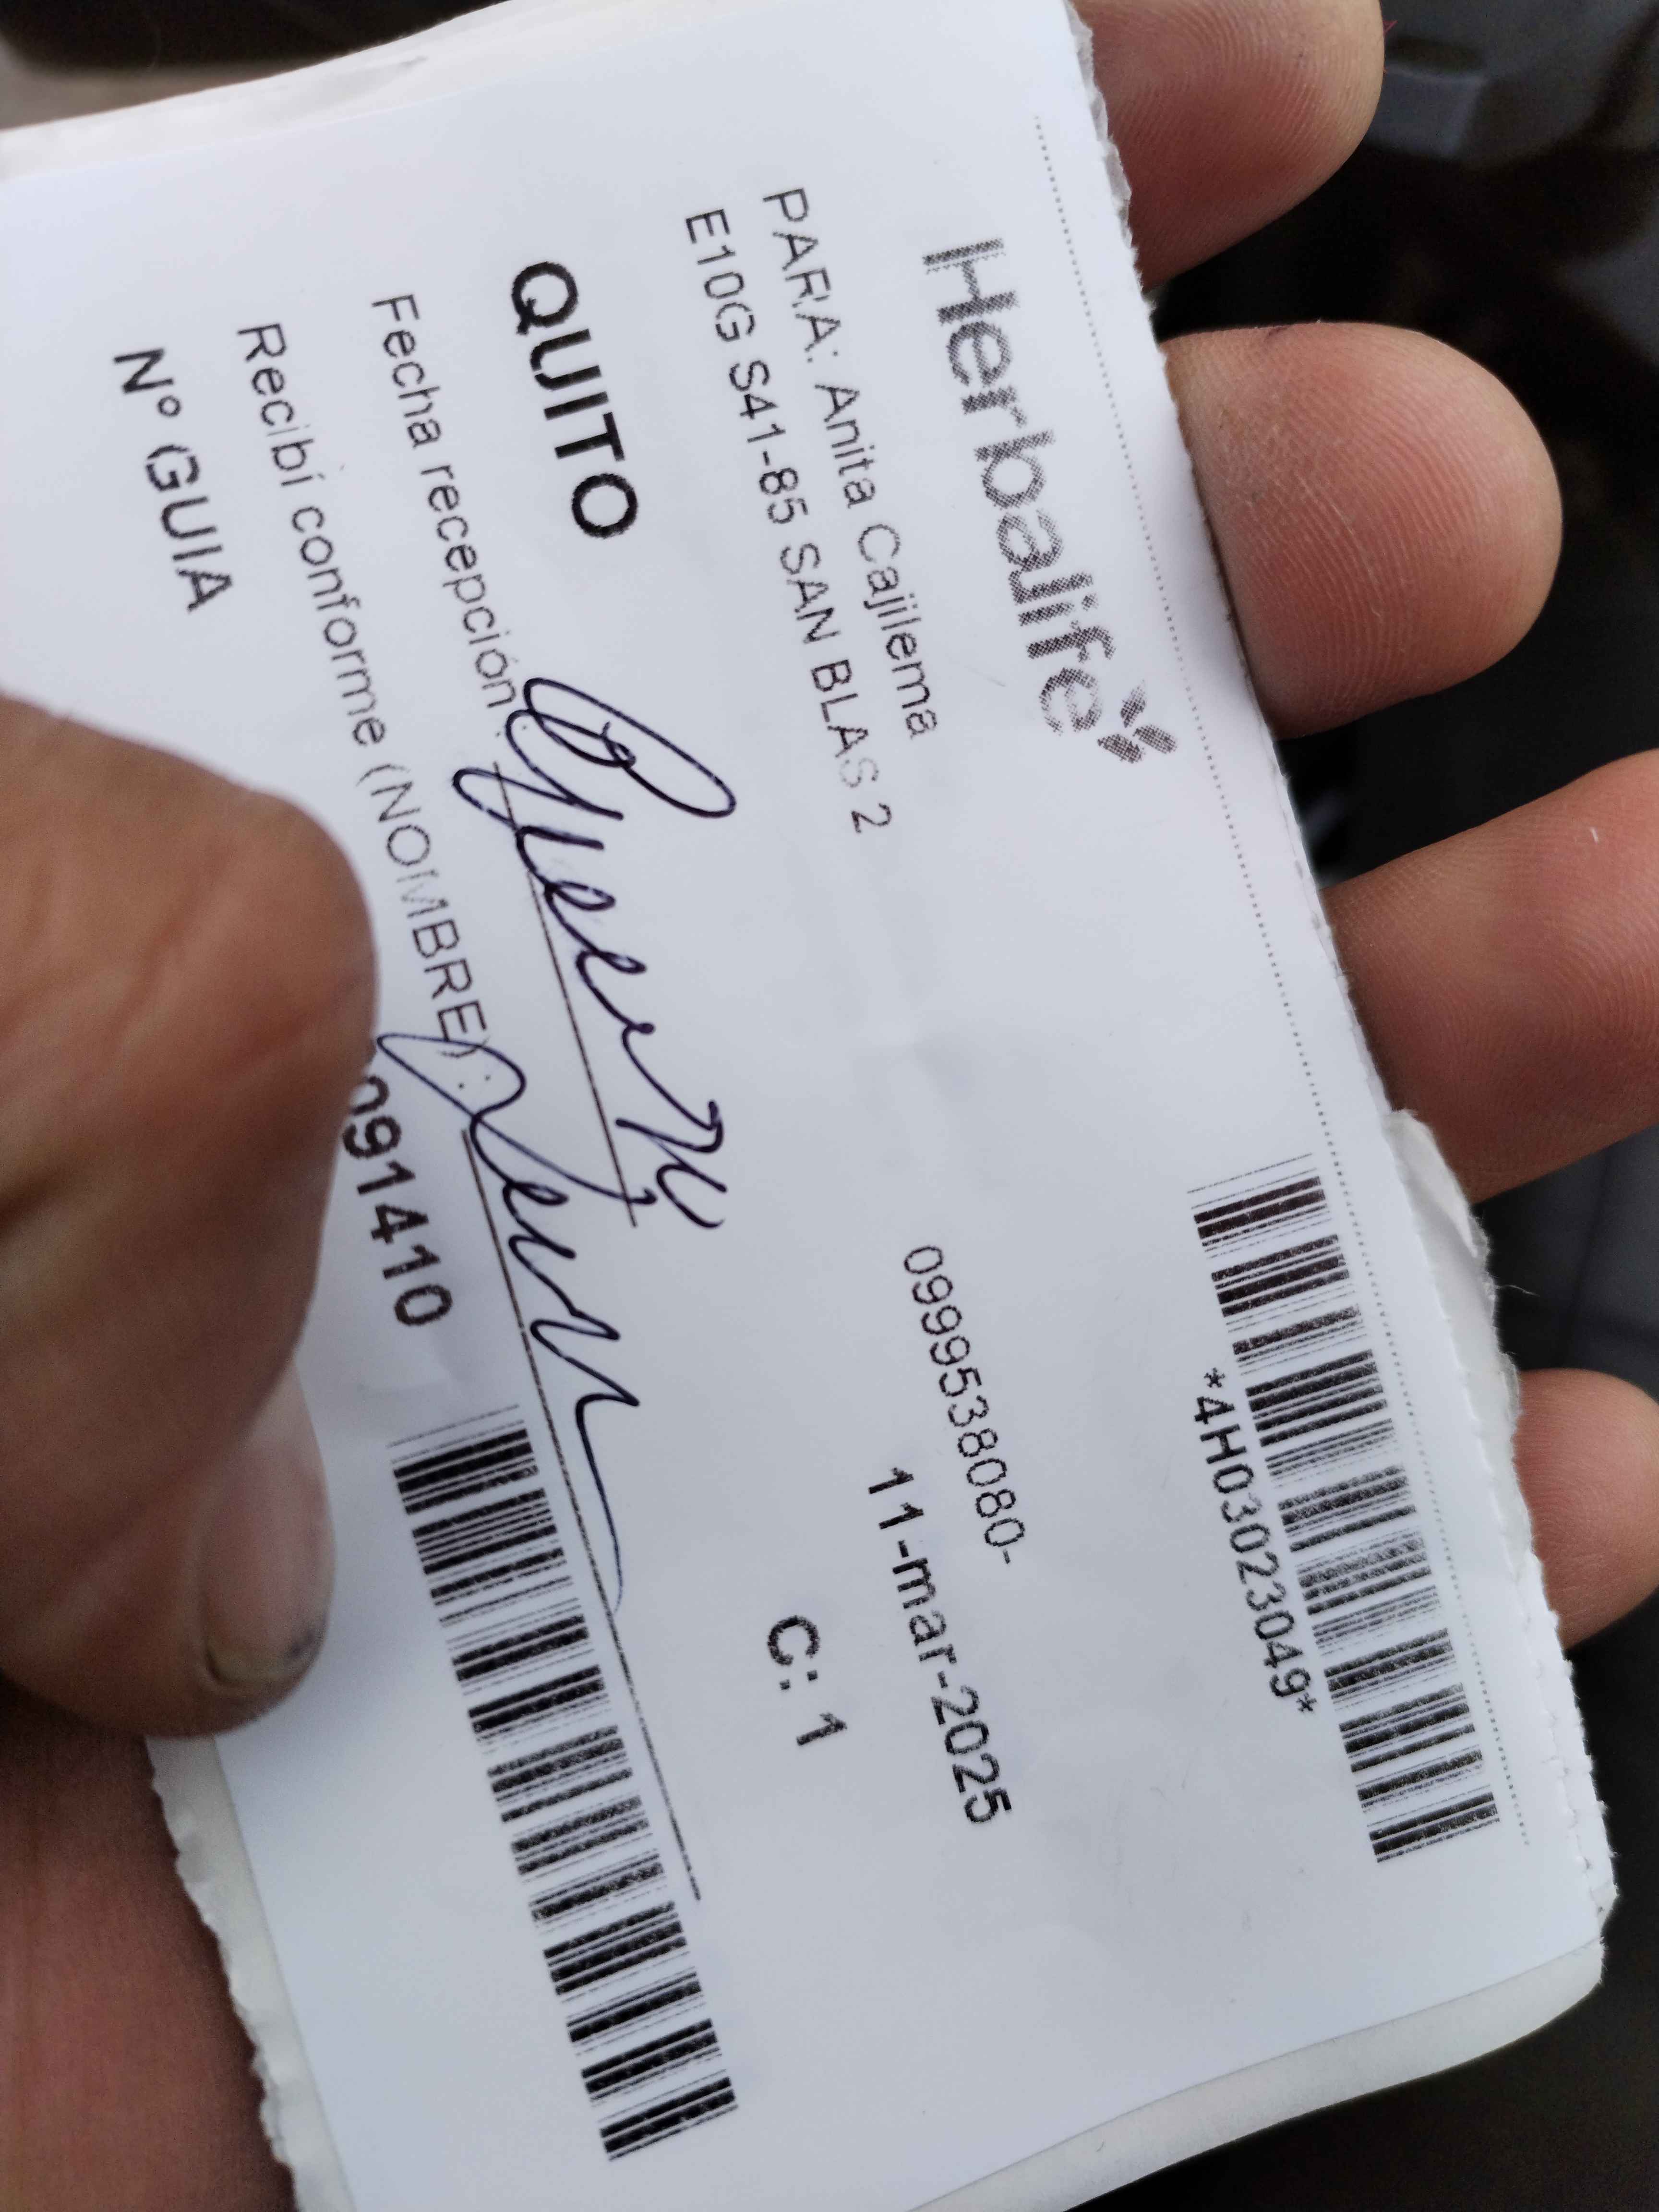 Herbalife
*4H03023049*
PARA: Anita Cajilema
0999538080-
E10G S41-85 SAN BLAS 2
11-mar-2025
QUITO
C: 1
Fecha recepción:
Recibí conforme (NOMBRE):
Nº GUIA
091410